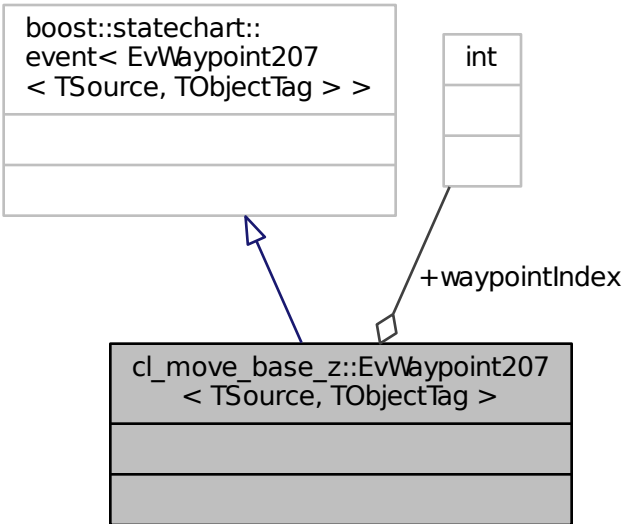 boost::statechart::
event< EvWaypoint207
< TSource, TObjectTag > >
int
+waypointIndex
cl_move_base_z::EvWaypoint207
< TSource, TObjectTag >